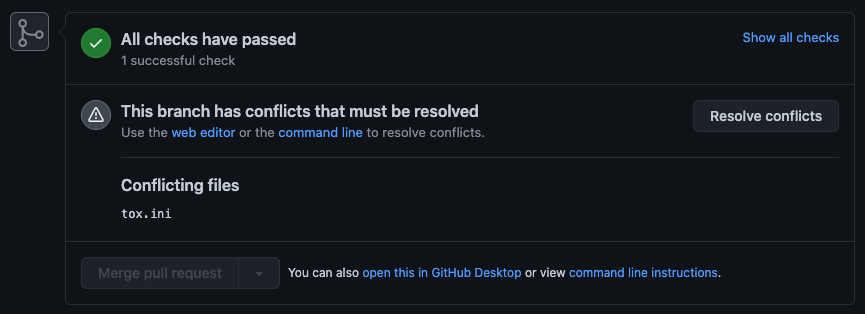 All checks have passed
Show all checks
1 successful check
This branch has conflicts that must be resolved
Use the web editor or the command line to resolve conflicts.
Resolve conflicts
Conflicting files
tox.ini
Merge pull request
You can also open this in GitHub Desktop or view command line instructions.